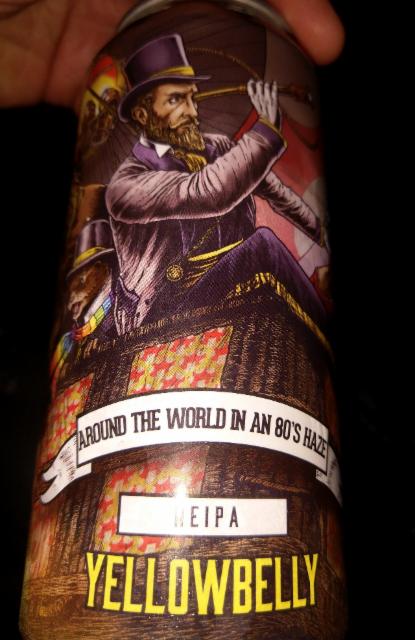 AROUND THE WORLD IN AN 80'S HAZE
NEIPA
YELLOWBELLY